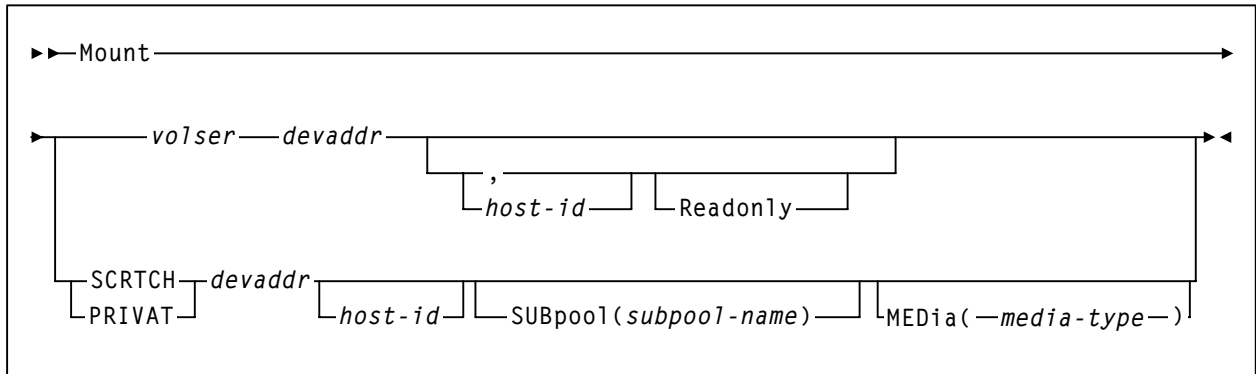 Mount
volser devaddr
,
host-id Readonly
SCRTCH devaddr
PRIVAT host-id SUBpool(subpool-name) MEDia(media-type)